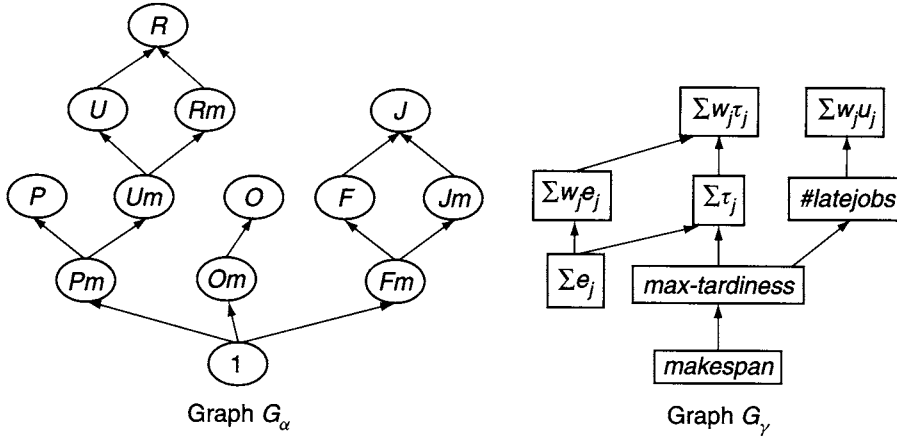 R
U
Rm
J
P
Um
O
F
Jm
Pm
Om
Fm
1
Graph Gα
Σwⱼτⱼ
Σwⱼuⱼ
Σwⱼeⱼ
Στⱼ
#latejobs
Σeⱼ
max-tardiness
makespan
Graph Gγ